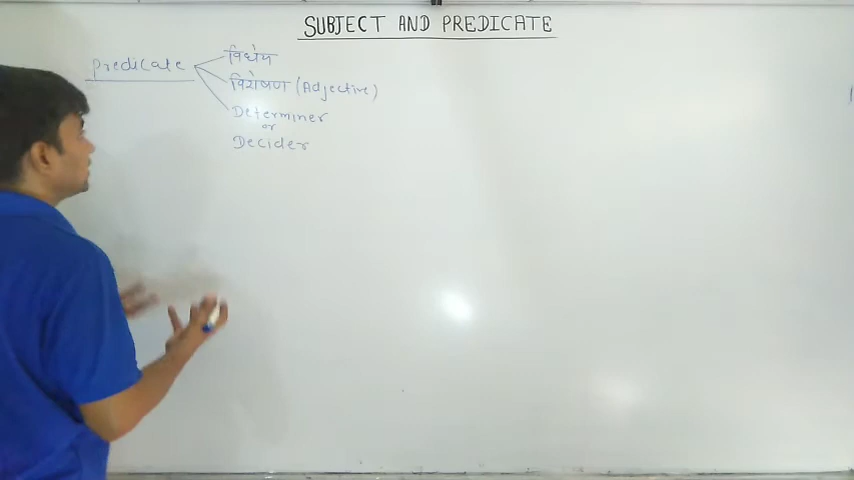 SUBJECT AND PREDICATE
Predicate
विधेय
विशेषण (Adjective)
Determiner
or
Decider